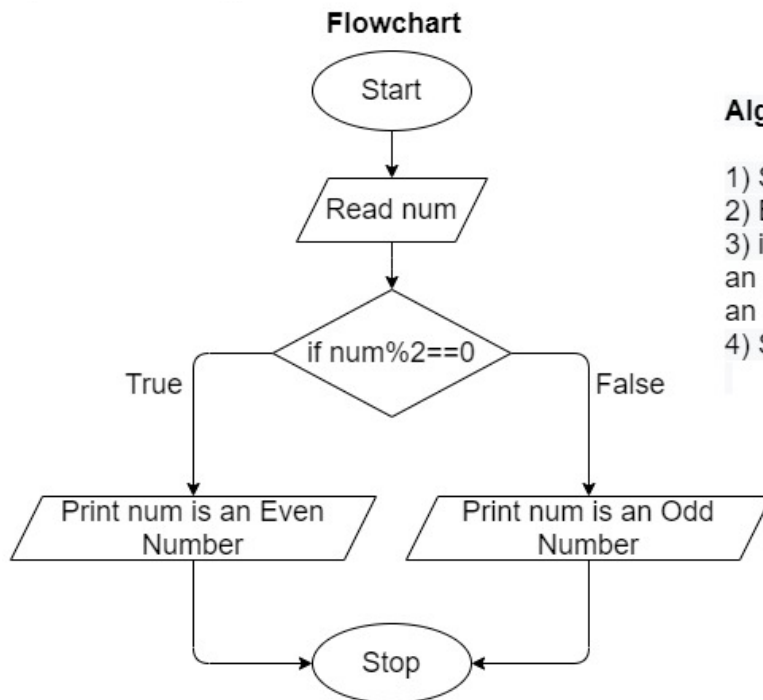 Flowchart
Start
Read num
if num%2==0
True
False
Print num is an Even
Number
Print num is an Odd
Number
Stop
1)
2)
3)
an
an
4)